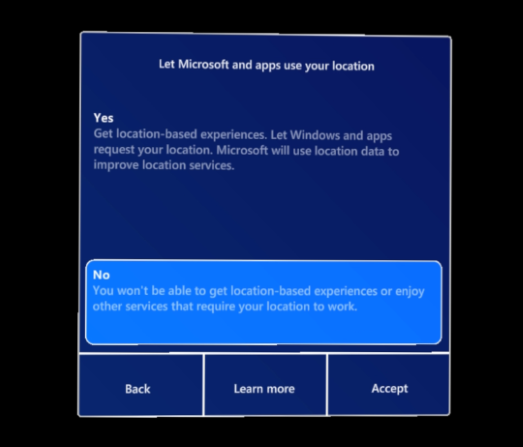 Let Microsoft and apps use your location
Yes
Get location-based experiences. Let Windows and apps
request your location. Microsoft will use location data to
improve location services.
No
You won't be able to get location-based experiences or enjoy
other services that require your location to work.
Back
Learn more
Accept